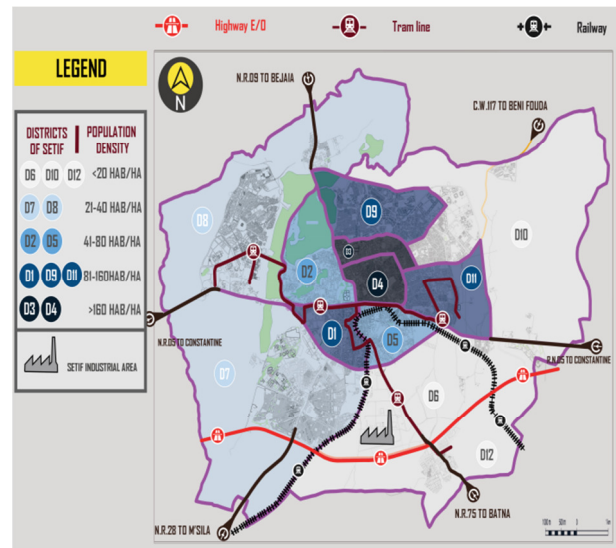 Highway E/O
Tram line
Railway
LEGEND
DISTRICTS OF SETIF
POPULATION DENSITY
D6 D10 D12 <20 HAB/HA
D7 D8 21-40 HAB/HA
D2 D5 41-80 HAB/HA
D1 D9 D11 81-160HAB/HA
D3 D4 >160 HAB/HA
SETIF INDUSTRIAL AREA
N
N.R.09 TO BEJAIA
C.W.117 TO BENI FOUDA
D8
D9
D10
D3
D2
D4
D11
N.R.05 TO CONSTANTINE
D1
D5
R.N.05 TO CONSTANTINE
D7
D6
D12
N.R.28 TO M'SILA
N.R.75 TO BATNA